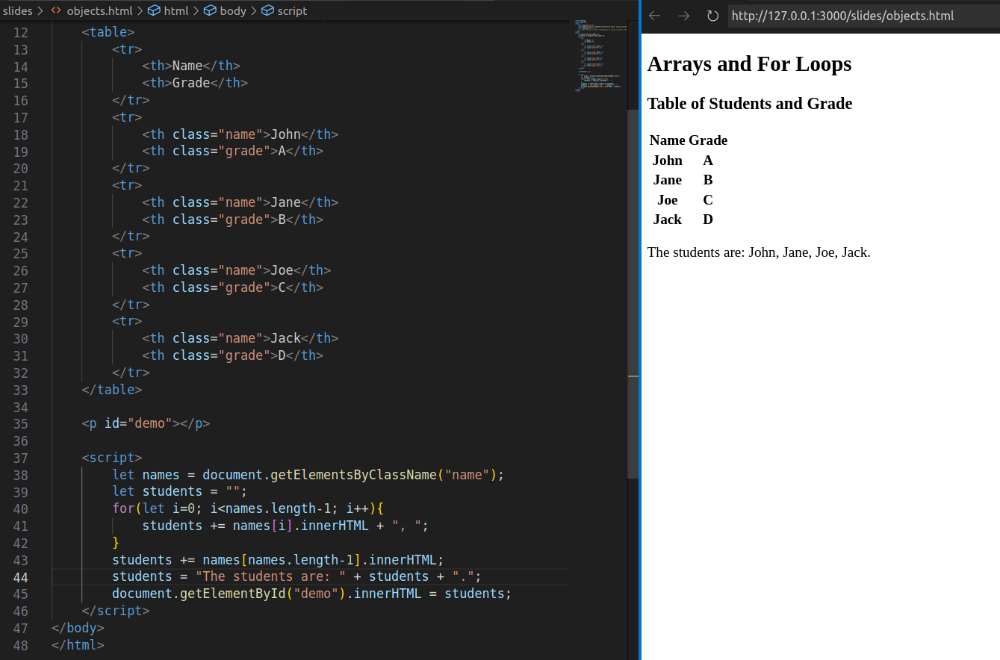 slides > <> objects.html > html > body > script
12 <table>
13 <tr>
14 <th>Name</th>
15 <th>Grade</th>
16 </tr>
17 <tr>
18 <th class="name">John</th>
19 <th class="grade">A</th>
20 </tr>
21 <tr>
22 <th class="name">Jane</th>
23 <th class="grade">B</th>
24 </tr>
25 <tr>
26 <th class="name">Joe</th>
27 <th class="grade">C</th>
28 </tr>
29 <tr>
30 <th class="name">Jack</th>
31 <th class="grade">D</th>
32 </tr>
33 </table>
34
35 <p id="demo"></p>
36
37 <script>
38 let names = document.getElementsByClassName("name");
39 let students = "";
40 for(let i=0; i<names.length-1; i++){
41 students += names[i].innerHTML + ", ";
42 }
43 students += names[names.length-1].innerHTML;
44 students = "The students are: " + students + ".";
45 document.getElementById("demo").innerHTML = students;
46 </script>
47 </body>
48 </html>
http://127.0.0.1:3000/slides/objects.html
Arrays and For Loops
Table of Students and Grade
Name Grade
John A
Jane B
Joe C
Jack D
The students are: John, Jane, Joe, Jack.